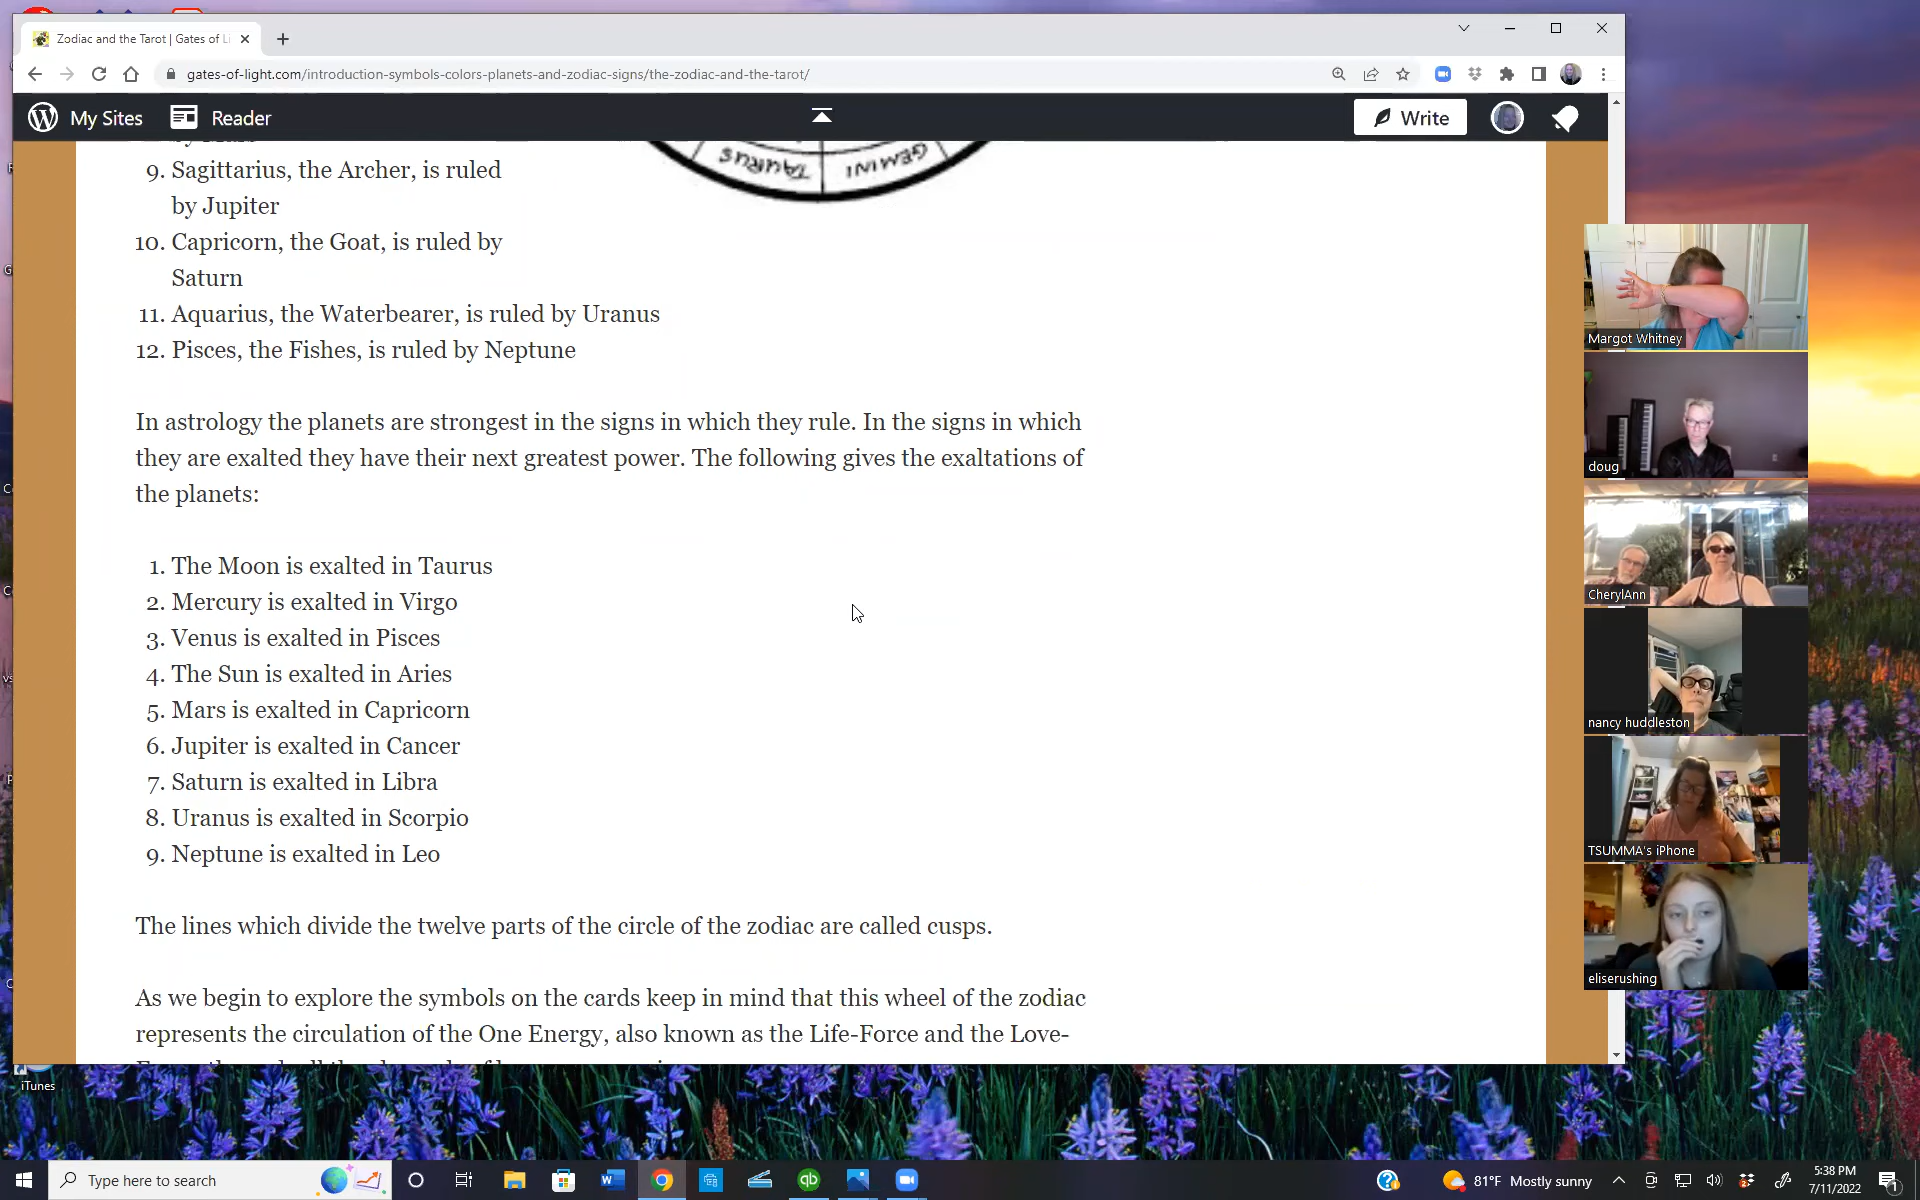 Zodiac and the Tarot | Gates of Li
gates-of-light.com/introduction-symbols-colors-planets-and-zodiac-signs/the-zodiac-and-the-tarot/
My Sites
Reader
Write
TAURUS
GEMINI
9. Sagittarius, the Archer, is ruled
by Jupiter
10. Capricorn, the Goat, is ruled by
Saturn
11. Aquarius, the Waterbearer, is ruled by Uranus
12. Pisces, the Fishes, is ruled by Neptune
In astrology the planets are strongest in the signs in which they rule. In the signs in which
they are exalted they have their next greatest power. The following gives the exaltations of
the planets:
1. The Moon is exalted in Taurus
2. Mercury is exalted in Virgo
3. Venus is exalted in Pisces
4. The Sun is exalted in Aries
5. Mars is exalted in Capricorn
6. Jupiter is exalted in Cancer
7. Saturn is exalted in Libra
8. Uranus is exalted in Scorpio
9. Neptune is exalted in Leo
The lines which divide the twelve parts of the circle of the zodiac are called cusps.
As we begin to explore the symbols on the cards keep in mind that this wheel of the zodiac
represents the circulation of the One Energy, also known as the Life-Force and the Love-
Margot Whitney
doug
CherylAnn
nancy huddleston
TSUMMA's iPhone
eliserushing
iTunes
Type here to search
81°F Mostly sunny
5:38 PM
7/11/2022